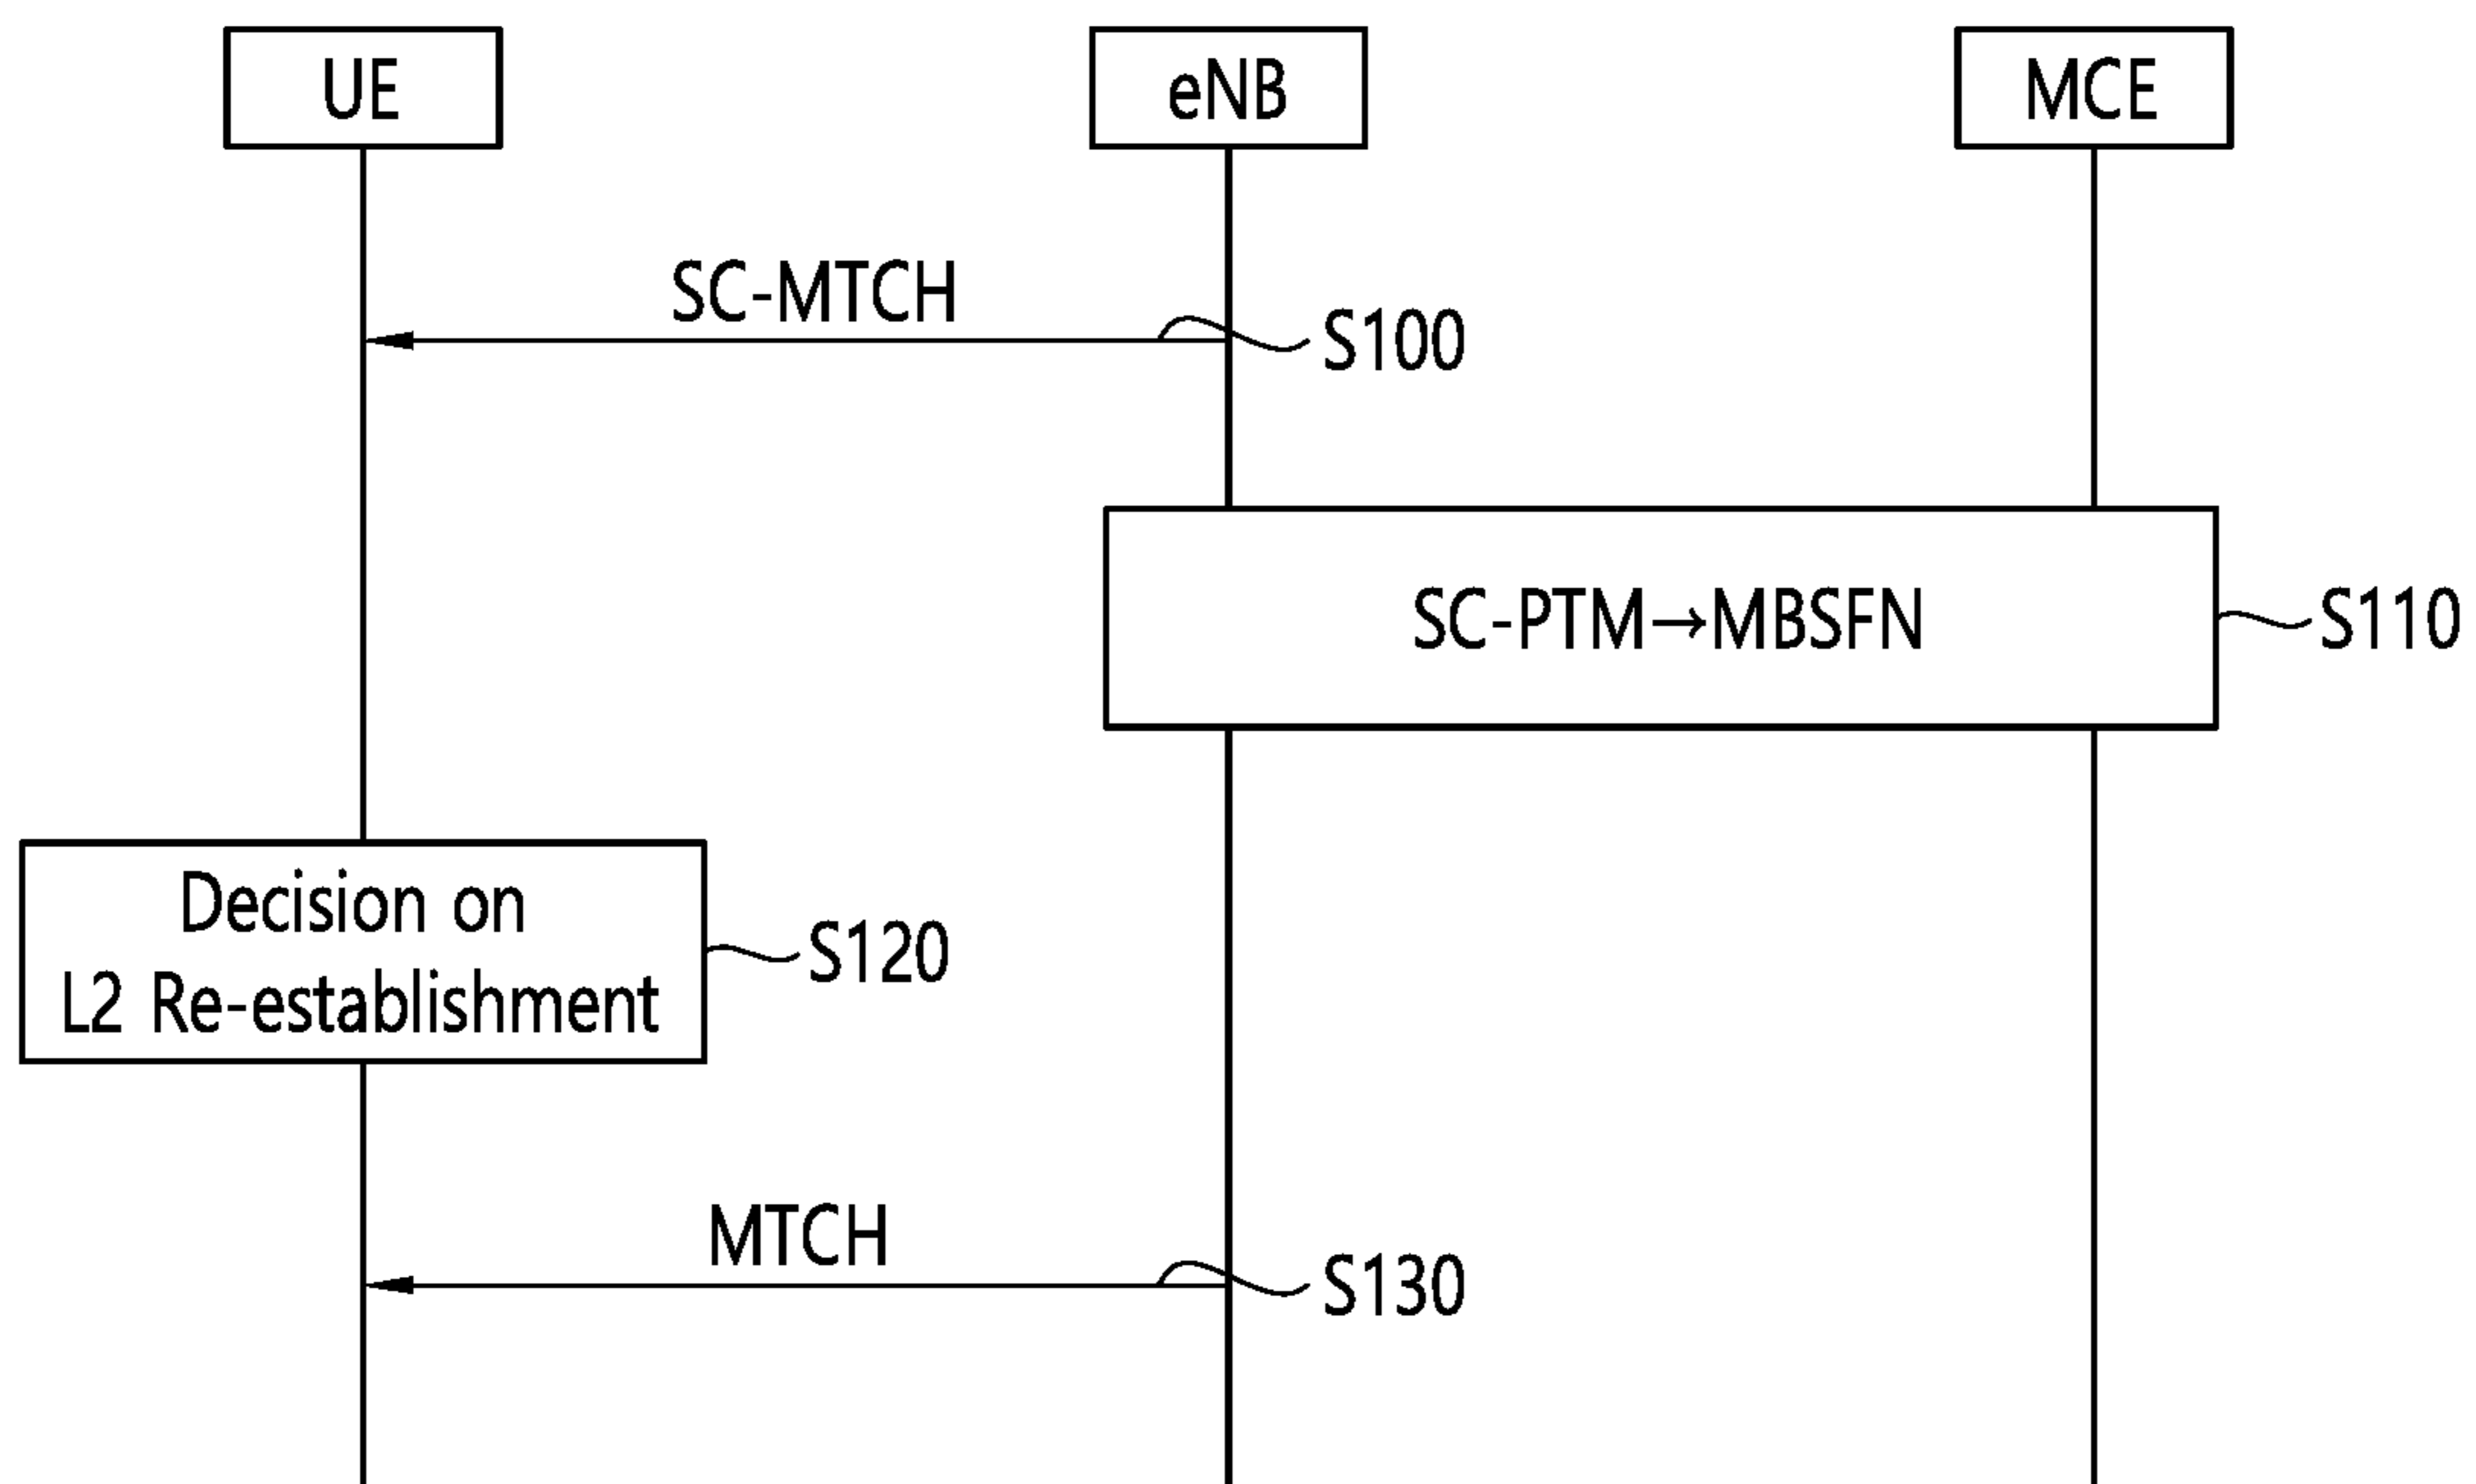 UE
eNB
MCE
SC-MTCH
S100
SC-PTM→MBSFN
S110
Decision on
L2 Re-establishment
S120
MTCH
S130